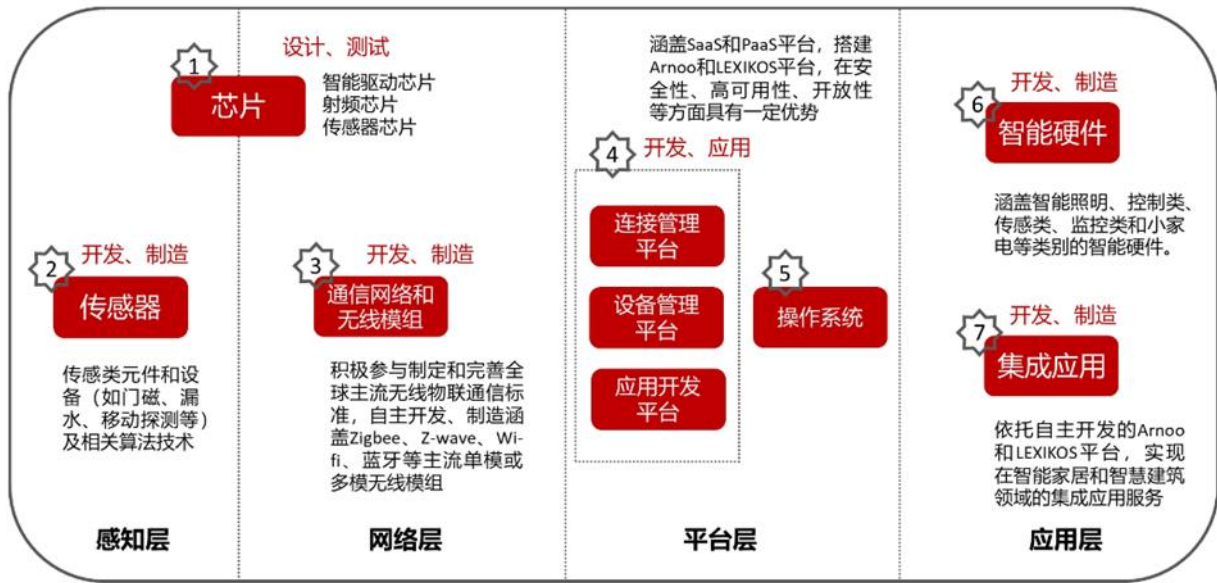 1
设计、测试
芯片
智能驱动芯片
射频芯片
传感器芯片
2
开发、制造
传感器
传感类元件和设
备（如门磁、漏
水、移动探测等）
及相关算法技术
感知层
3
开发、制造
通信网络和
无线模组
积极参与制定和完善全
球主流无线物联通信标
准，自主开发、制造涵
盖Zigbee、Z-wave、Wi-
fi、蓝牙等主流单模或
多模无线模组
网络层
涵盖SaaS和PaaS平台，搭建
Arnoo和LEXIKOS平台，在安
全性、高可用性、开放性
等方面具有一定优势
4
开发、应用
连接管理
平台
设备管理
平台
应用开发
平台
5
操作系统
平台层
6
开发、制造
智能硬件
涵盖智能照明、控制类、
传感类、监控类和小家
电等类别的智能硬件。
7
开发、制造
集成应用
依托自主开发的Arnoo
和LEXIKOS平台，实现
在智能家居和智慧建筑
领域的集成应用服务
应用层